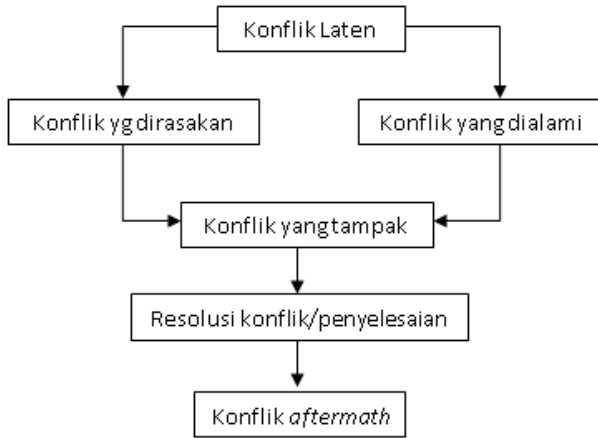 Konflik Laten
Konflik yg dirasakan
Konflik yang dialami
Konflik yang tampak
Resolusi konflik/penyelesaian
Konflik aftermath